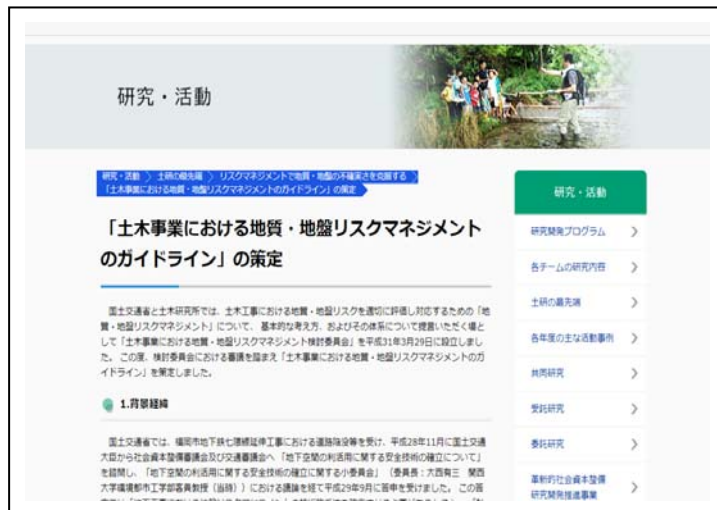 研究・活動
研究・活動 〉 土研の最先端 〉 リスクマネジメントで地質・地盤の不確実さを克服する 〉
「土木事業における地質・地盤リスクマネジメントのガイドライン」の策定
「土木事業における地質・地盤リスクマネジメント
のガイドライン」の策定
国土交通省と土木研究所では、土木工事における地質・地盤リスクを適切に評価し対応するための「地
質・地盤リスクマネジメント」について、 基本的な考え方、およびその体系について提言いただく場と
して「土木事業における地質・地盤リスクマネジメント検討委員会」を平成31年3月29日に設立しまし
た。 この度、検討委員会における審議を踏まえ「土木事業における地質・地盤リスクマネジメントのガ
イドライン」を策定しました。
1.背景経緯
国土交通省では、福岡市地下鉄七隈線延伸工事における道路陥没等を受け、平成28年11月に国土交通
大臣から社会資本整備審議会及び交通審議会へ 「地下空間の利活用に関する安全技術の確立について」
を諮問し、「地下空間の利活用に関する安全技術の確立に関する小委員会」 （委員長：大西有三 関西
大学環境都市工学部客員教授（当時））における議論を経て平成29年9月に答申を受けました。 この答
研究・活動
研究開発プログラム
各チームの研究内容
土研の最先端
各年度の主な活動事例
共同研究
受託研究
委託研究
革新的社会資本整備
研究開発推進事業